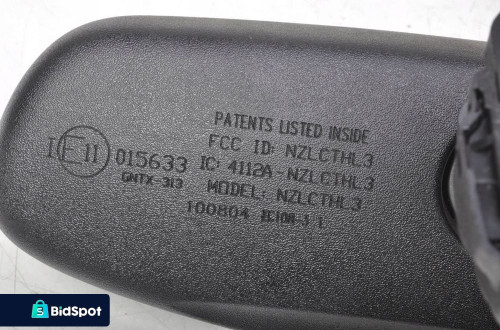 PATENTS LISTED INSIDE
FCC ID: NZLCTHL3
I E11 015633 IC: 4112A-NZLCTHL3
GNTX-313 MODEL: NZLCTHL3
100804
BidSpot